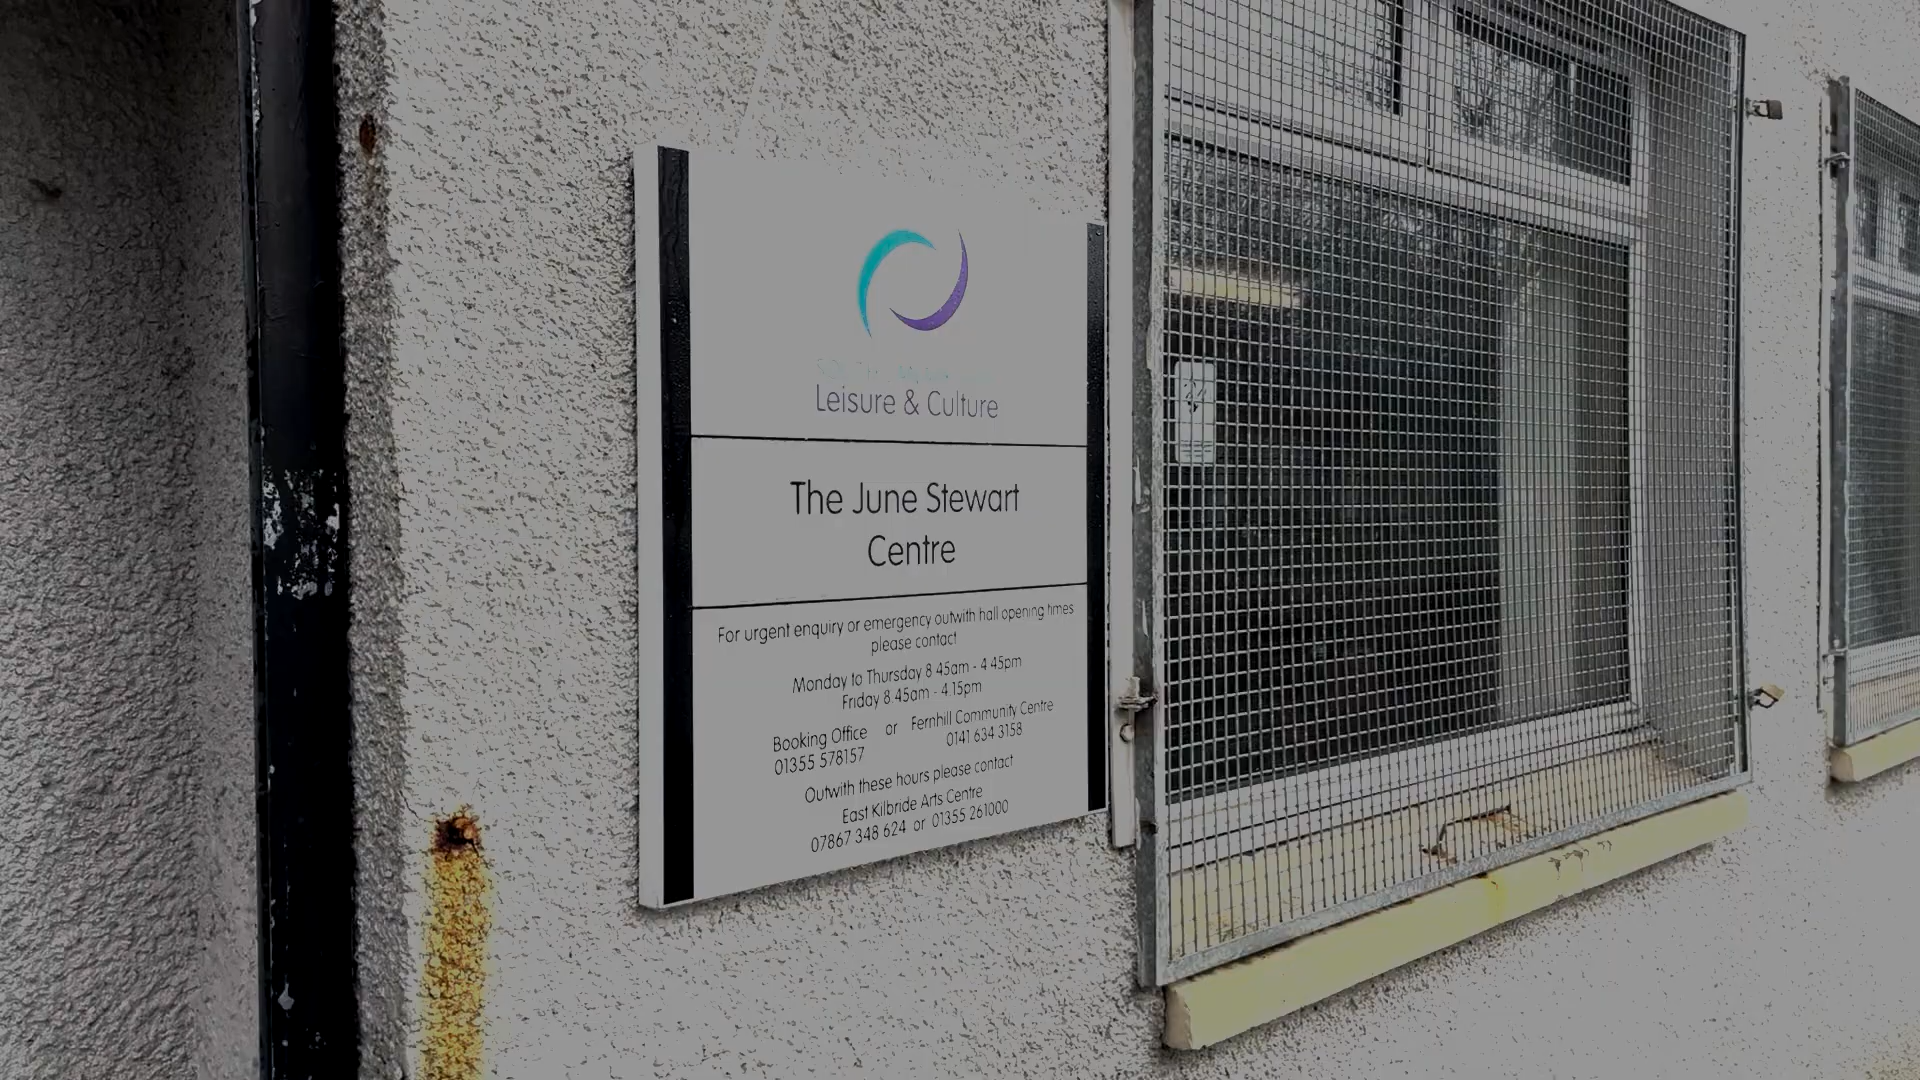 Leisure & Culture
The June Stewart
Centre
For urgent enquiry or emergency outwith hall opening times
please contact
Monday to Thursday 8.45am - 4.45pm
Friday 8.45am - 4.15pm
Booking Office or Fernhill Community Centre
01355 578157 0141 634 3158
Outwith these hours please contact
East Kilbride Arts Centre
07867 348 624 or 01355 261000